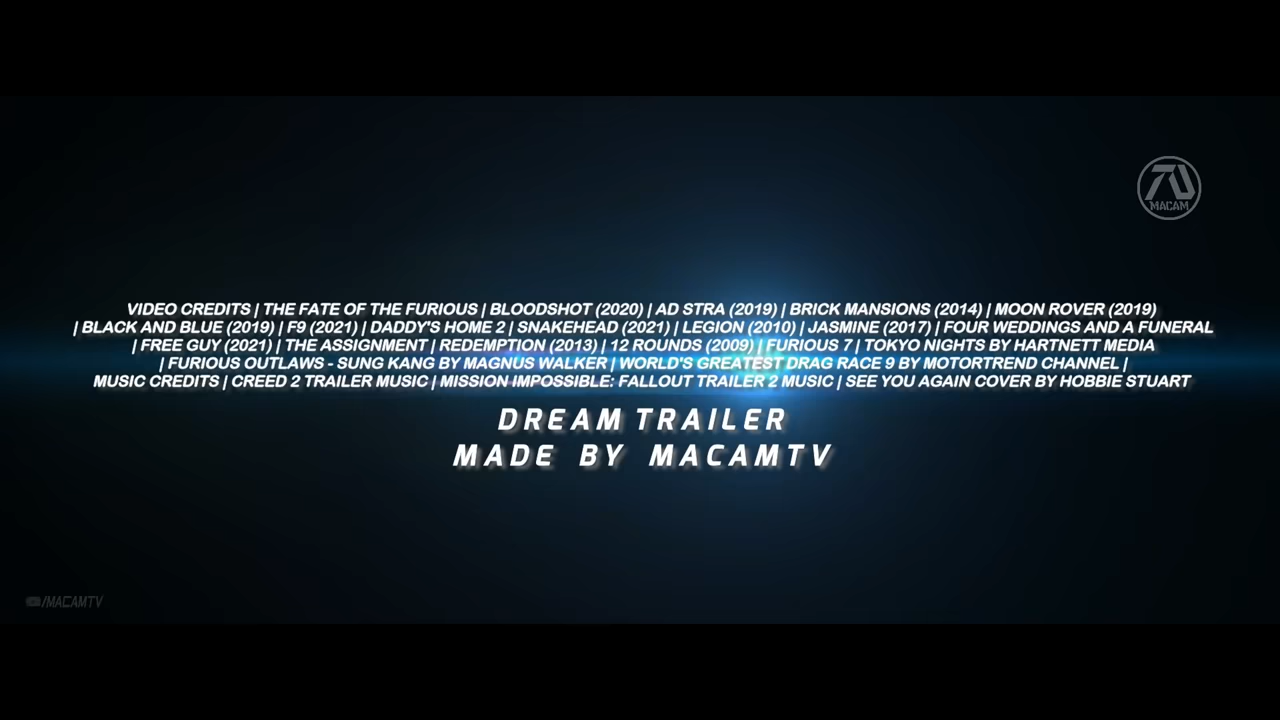 MACAM
VIDEO CREDITS | THE FATE OF THE FURIOUS | BLOODSHOT (2020) | AD STRA (2019) | BRICK MANSIONS (2014) | MOON ROVER (2019)
| BLACK AND BLUE (2019) | F9 (2021) | DADDY'S HOME 2 | SNAKEHEAD (2021) | LEGION (2010) | JASMINE (2017) | FOUR WEDDINGS AND A FUNERAL
| FREE GUY (2021) | THE ASSIGNMENT | REDEMPTION (2013) | 12 ROUNDS (2009) | FURIOUS 7 | TOKYO NIGHTS BY HARTNETT MEDIA
| FURIOUS OUTLAWS - SUNG KANG BY MAGNUS WALKER | WORLD'S GREATEST DRAG RACE 9 BY MOTORTREND CHANNEL |
MUSIC CREDITS | CREED 2 TRAILER MUSIC | MISSION IMPOSSIBLE: FALLOUT TRAILER 2 MUSIC | SEE YOU AGAIN COVER BY HOBBIE STUART
DREAM TRAILER
MADE BY MACAMTV
/MACAMTV